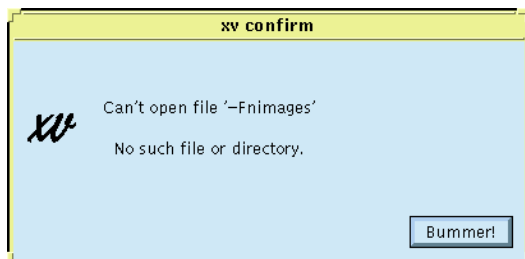 xv confirm
xv
Can't open file '–Fnimages'
No such file or directory.
Bummer!